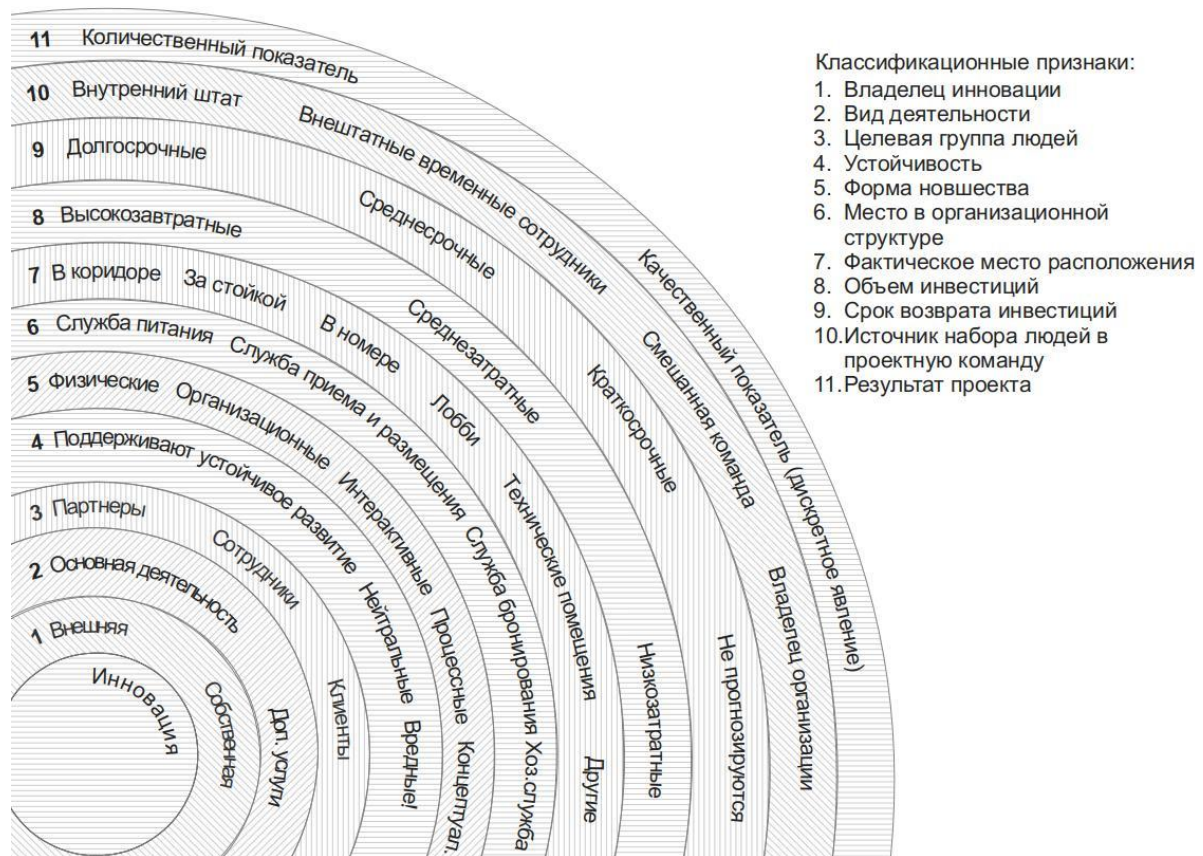 11 Количественный показатель
Качественный показатель (дискретное явление)
10 Внутренний штат
Внештатные временные сотрудники
Смешанная команда
Владелец организации
9 Долгосрочные
Среднесрочные
Краткосрочные
Не прогнозируются
8 Высокозавтратные
Среднезатратные
Низкозатратные
7 В коридоре
За стойкой
В номере
Лобби
Технические помещения
Другие
6 Служба питания
Служба приема и размещения
Служба бронирования
Хоз.служба
5 Физические
Организационные
Интерактивные
Процессные
Концептуал.
4 Поддерживают устойчивое развитие
Нейтральные
Вредные!
3 Партнеры
Сотрудники
Клиенты
2 Основная деятельность
Доп. услуги
1 Внешняя
Собственная
Инновация
Классификационные признаки:
1. Владелец инновации
2. Вид деятельности
3. Целевая группа людей
4. Устойчивость
5. Форма новшества
6. Место в организационной
структуре
7. Фактическое место расположения
8. Объем инвестиций
9. Срок возврата инвестиций
10.Источник набора людей в
проектную команду
11.Результат проекта